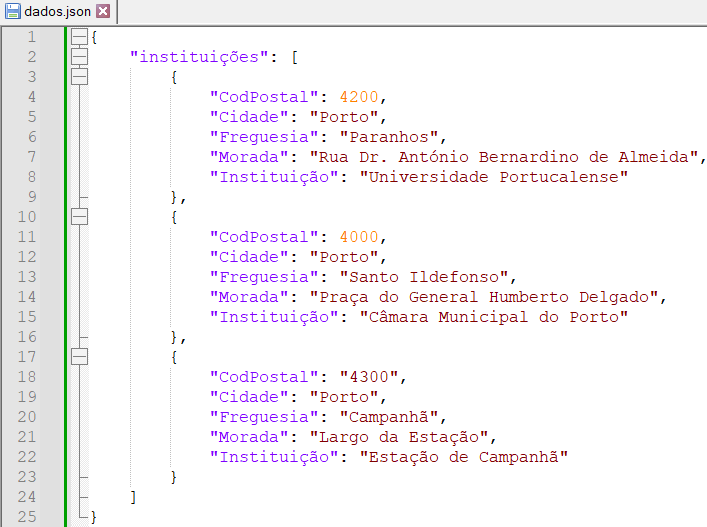 dados.json
1 {
2 "instituições": [
3 {
4 "CodPostal": 4200,
5 "Cidade": "Porto",
6 "Freguesia": "Paranhos",
7 "Morada": "Rua Dr. António Bernardino de Almeida",
8 "Instituição": "Universidade Portucalense"
9 },
10 {
11 "CodPostal": 4000,
12 "Cidade": "Porto",
13 "Freguesia": "Santo Ildefonso",
14 "Morada": "Praça do General Humberto Delgado",
15 "Instituição": "Câmara Municipal do Porto"
16 },
17 {
18 "CodPostal": "4300",
19 "Cidade": "Porto",
20 "Freguesia": "Campanhã",
21 "Morada": "Largo da Estação",
22 "Instituição": "Estação de Campanhã"
23 }
24 ]
25 }